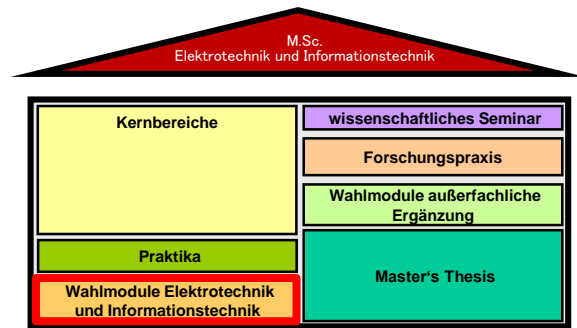 M.Sc.
Elektrotechnik und Informationstechnik
Kernbereiche
Praktika
Wahlmodule Elektrotechnik
und Informationstechnik
wissenschaftliches Seminar
Forschungspraxis
Wahlmodule außerfachliche
Ergänzung
Master‘s Thesis